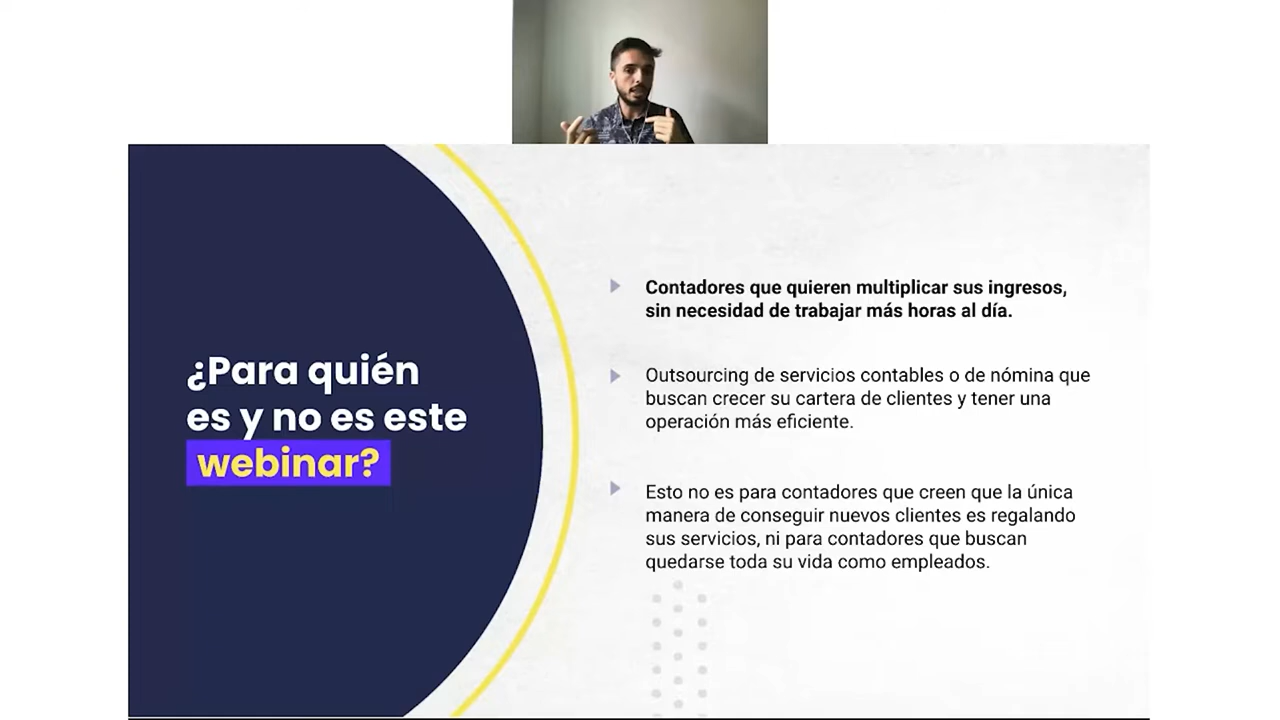 ¿Para quién
es y no es este
webinar?
Contadores que quieren multiplicar sus ingresos,
sin necesidad de trabajar más horas al día.
Outsourcing de servicios contables o de nómina que
buscan crecer su cartera de clientes y tener una
operación más eficiente.
Esto no es para contadores que creen que la única
manera de conseguir nuevos clientes es regalando
sus servicios, ni para contadores que buscan
quedarse toda su vida como empleados.